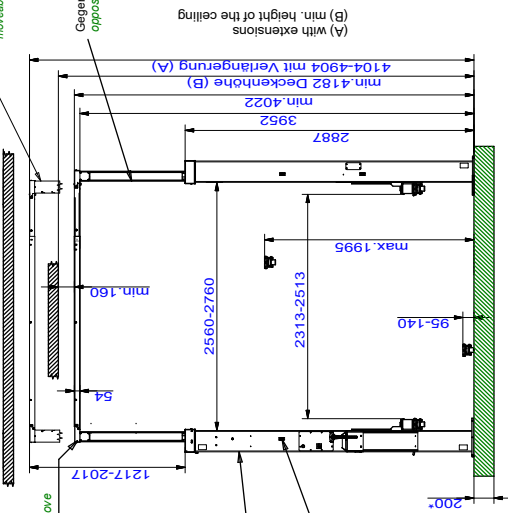 moveable
Gegen
oppos
(A) with extensions
(B) min. height of the ceiling
4104-4904 mit Verlängerung (A)
min.4182 Deckenhöhe (B)
min.4022
3952
2887
max.1995
min.160
2560-2760
2313-2513
95-140
54
1217-2017
ove
200*